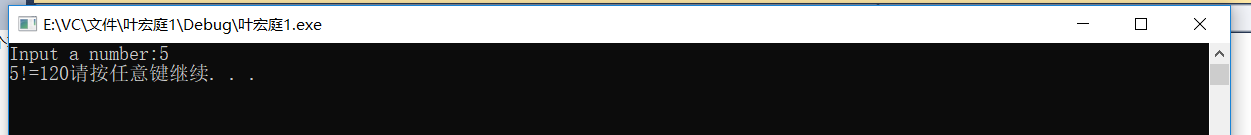 E:\VC\文件\叶宏庭1\Debug\叶宏庭1.exe
Input a number:5
5!=120请按任意键继续. . .